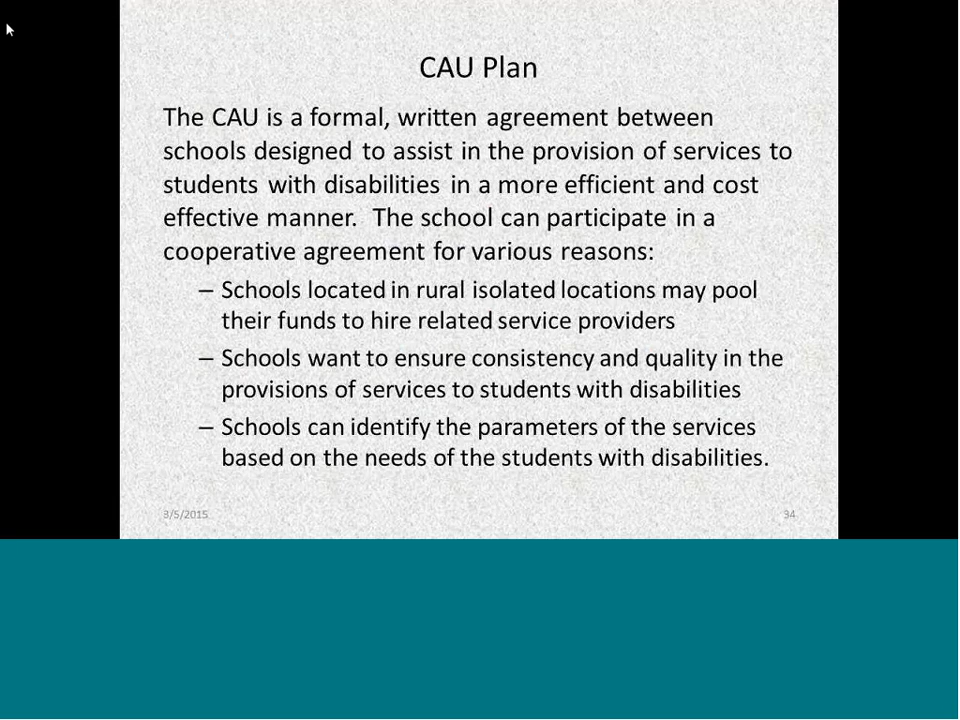 CAU Plan
The CAU is a formal, written agreement between
schools designed to assist in the provision of services to
students with disabilities in a more efficient and cost
effective manner.  The school can participate in a
cooperative agreement for various reasons:
– Schools located in rural isolated locations may pool
their funds to hire related service providers
– Schools want to ensure consistency and quality in the
provisions of services to students with disabilities
– Schools can identify the parameters of the services
based on the needs of the students with disabilities.
3/5/2015
34